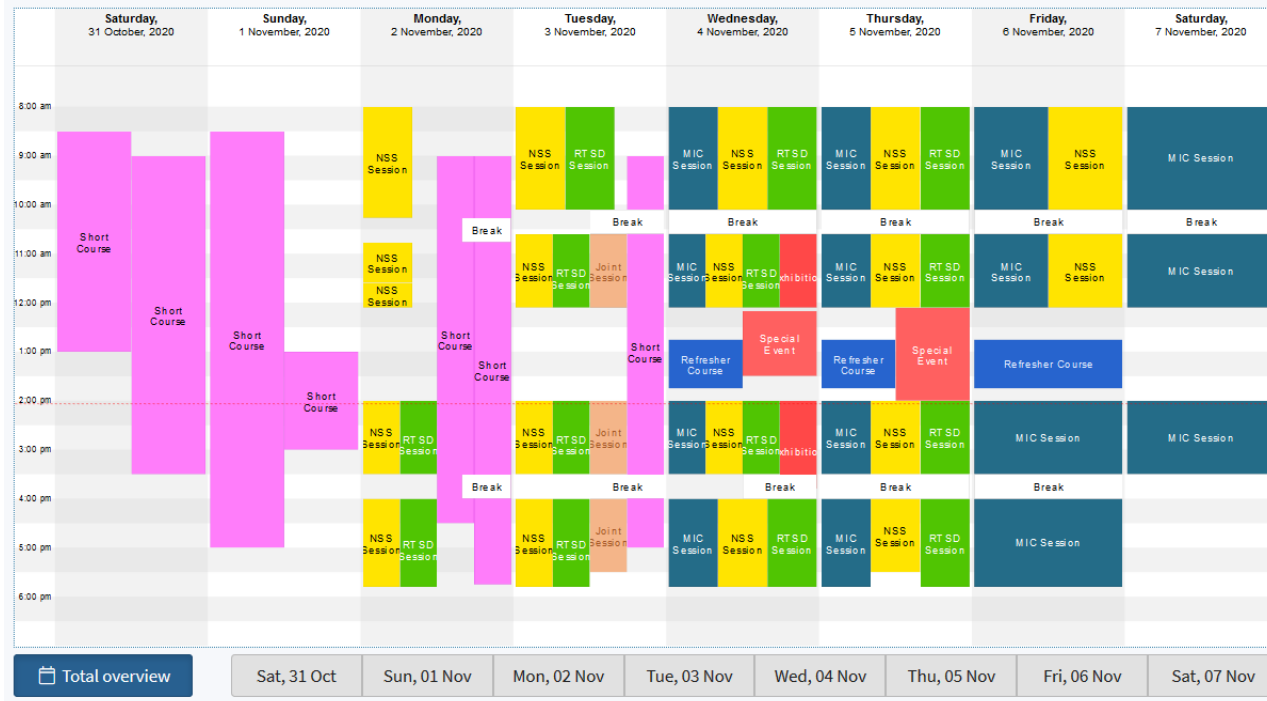 Saturday,
31 October, 2020
Sunday,
1 November, 2020
Monday,
2 November, 2020
Tuesday,
3 November, 2020
Wednesday,
4 November, 2020
Thursday,
5 November, 2020
Friday,
6 November, 2020
Saturday,
7 November, 2020
8:00 am
9:00 am
10:00 am
11:00 am
12:00 pm
1:00 pm
2:00 pm
3:00 pm
4:00 pm
5:00 pm
6:00 pm
Short
Course
Short
Course
Short
Course
Short
Course
NSS
Session
NSS
Session
NSS
Session
Break
Short
Course
Short
Course
NSS
Session
RTSD
Session
Break
NSS
Session
RTSD
Session
NSS
Session
RTSD
Session
Break
NSS
Session
RTSD
Session
Joint
Session
Short
Course
NSS
Session
RTSD
Session
Joint
Session
Break
NSS
Session
RTSD
Session
Joint
Session
MIC
Session
NSS
Session
RTSD
Session
Break
MIC
Session
NSS
Session
RTSD
Session
xhibitio
Special
Event
Refresher
Course
MIC
Session
NSS
Session
RTSD
Session
xhibitio
Break
MIC
Session
NSS
Session
RTSD
Session
MIC
Session
NSS
Session
RTSD
Session
Break
MIC
Session
NSS
Session
RTSD
Session
Special
Event
Refresher
Course
MIC
Session
NSS
Session
RTSD
Session
Break
MIC
Session
NSS
Session
RTSD
Session
MIC
Session
NSS
Session
Break
MIC
Session
NSS
Session
Refresher Course
MIC Session
Break
MIC Session
MIC Session
Break
MIC Session
MIC Session
Total overview
Sat, 31 Oct
Sun, 01 Nov
Mon, 02 Nov
Tue, 03 Nov
Wed, 04 Nov
Thu, 05 Nov
Fri, 06 Nov
Sat, 07 Nov